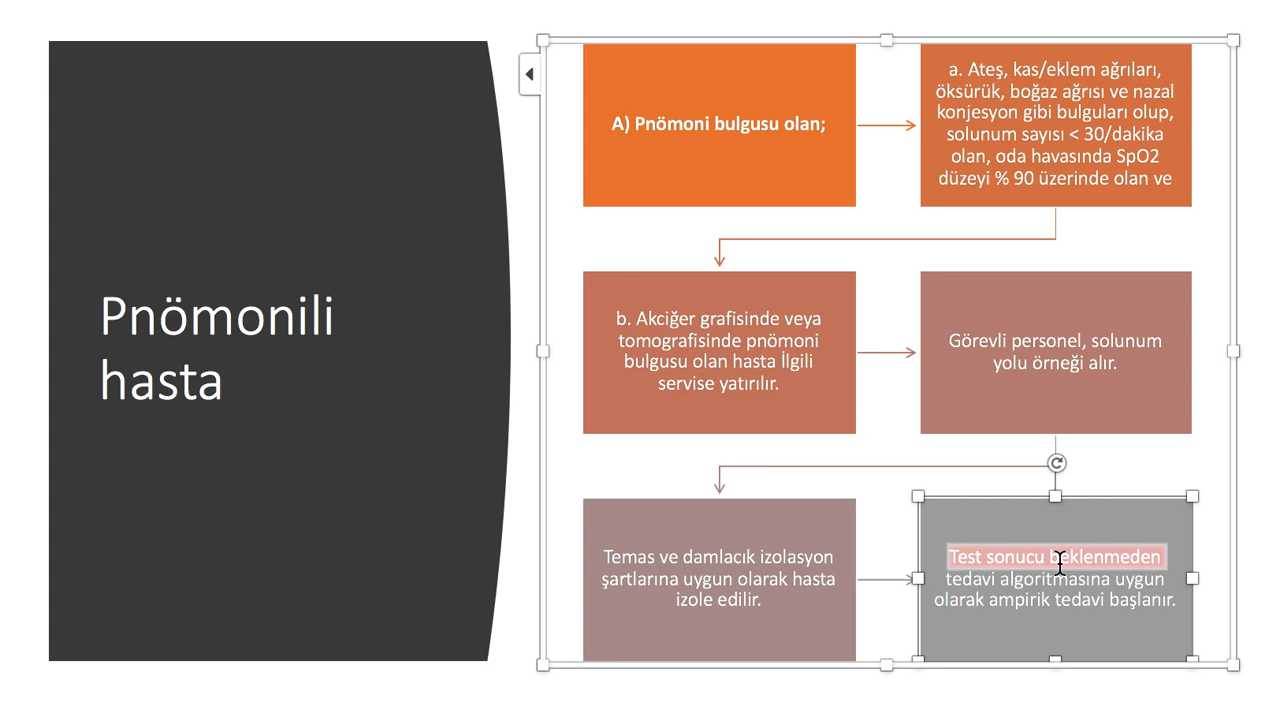 Pnömonili
hasta
A) Pnömoni bulgusu olan;
a. Ateş, kas/eklem ağrıları,
öksürük, boğaz ağrısı ve nazal
konjesyon gibi bulguları olup,
solunum sayısı < 30/dakika
olan, oda havasında SpO2
düzeyi % 90 üzerinde olan ve
b. Akciğer grafisinde veya
tomografisinde pnömoni
bulgusu olan hasta İlgili
servise yatırılır.
Görevli personel, solunum
yolu örneği alır.
Temas ve damlacık izolasyon
şartlarına uygun olarak hasta
izole edilir.
Test sonucu beklenmeden
tedavi algoritmasına uygun
olarak ampirik tedavi başlanır.